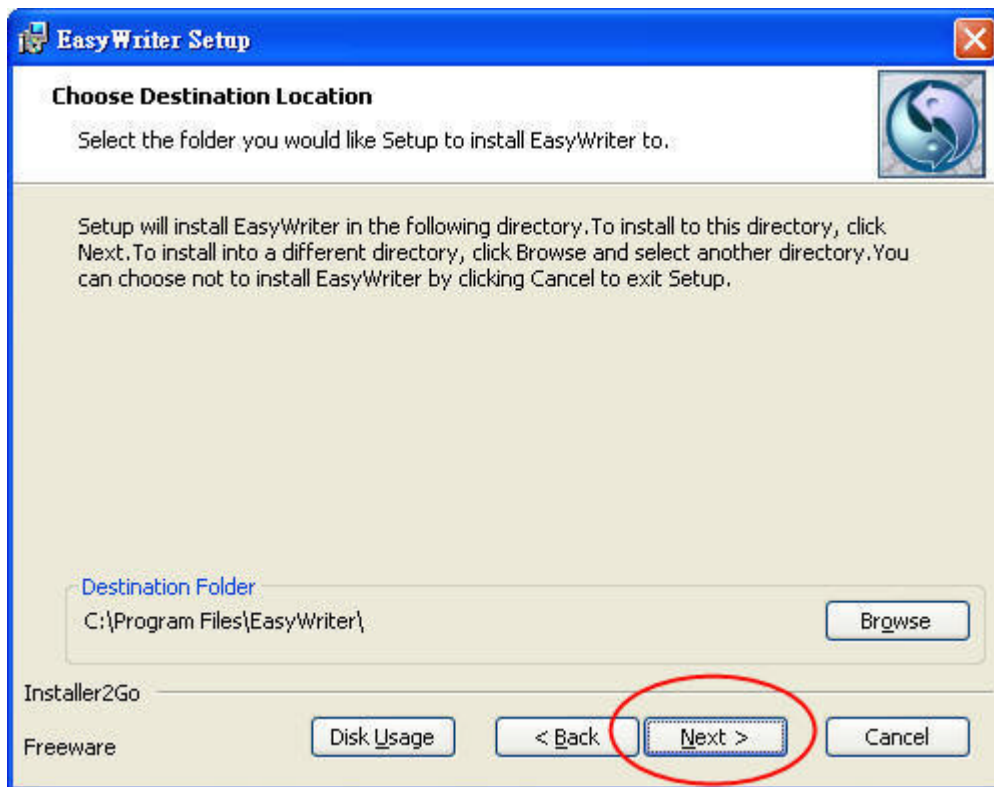 EasyWriter Setup
Choose Destination Location
Select the folder you would like Setup to install EasyWriter to.
Setup will install EasyWriter in the following directory.To install to this directory, click
Next.To install into a different directory, click Browse and select another directory.You
can choose not to install EasyWriter by clicking Cancel to exit Setup.
Destination Folder
C:\Program Files\EasyWriter\
Browse
Installer2Go
Freeware
Disk Usage
< Back
Next >
Cancel